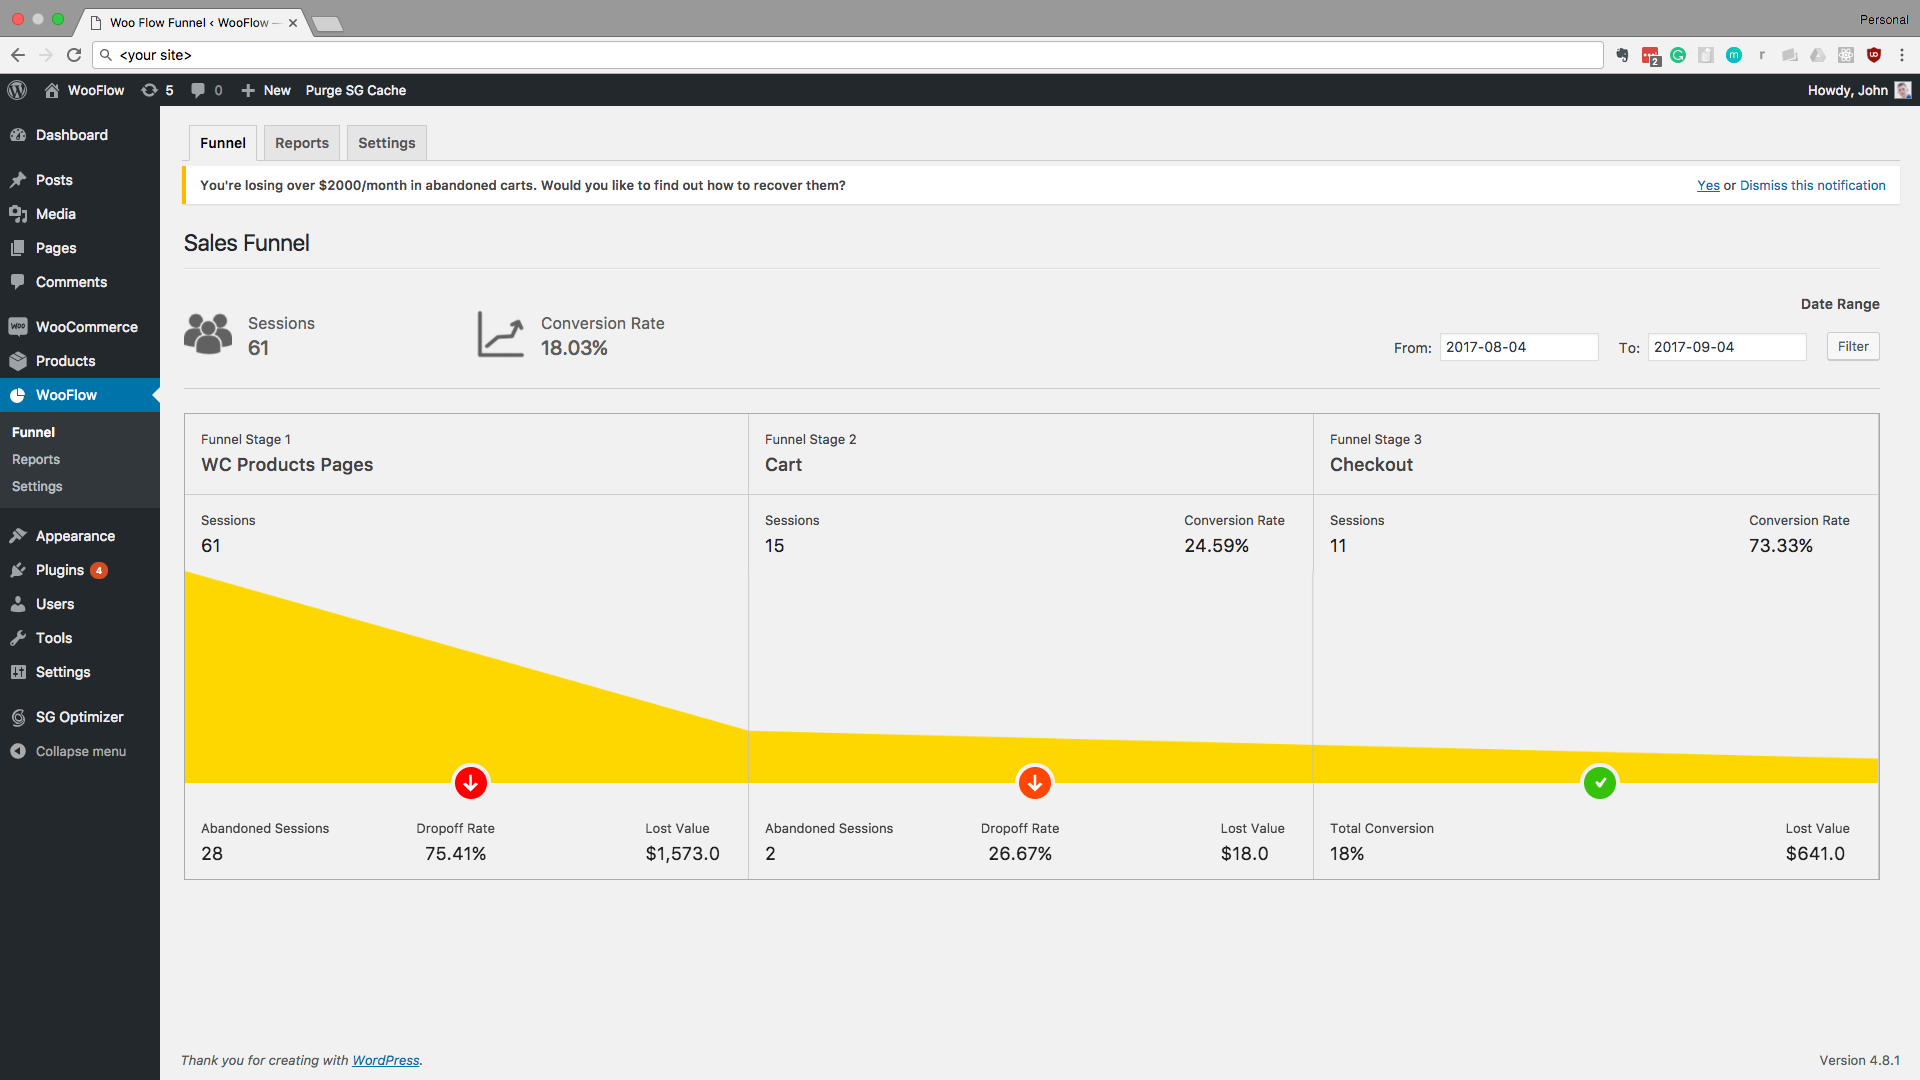 Woo Flow Funnel ‹ WooFlow —
Personal
<your site>
2
m
r
WooFlow 5 0 New Purge SG Cache
Howdy, John
Dashboard
Posts
Media
Pages
Comments
WOO WooCommerce
Products
WooFlow
Funnel
Reports
Settings
Appearance
Plugins 4
Users
Tools
Settings
SG Optimizer
Collapse menu
Funnel Reports Settings
You're losing over $2000/month in abandoned carts. Would you like to find out how to recover them?
Yes or Dismiss this notification
Sales Funnel
Sessions
61
Conversion Rate
18.03%
Date Range
From: 2017-08-04 To: 2017-09-04 Filter
Funnel Stage 1
WC Products Pages
Sessions
61
Abandoned Sessions Dropoff Rate Lost Value
28 75.41% $1,573.0
Funnel Stage 2
Cart
Sessions Conversion Rate
15 24.59%
Abandoned Sessions Dropoff Rate Lost Value
2 26.67% $18.0
Funnel Stage 3
Checkout
Sessions Conversion Rate
11 73.33%
Total Conversion Lost Value
18% $641.0
Thank you for creating with WordPress.
Version 4.8.1